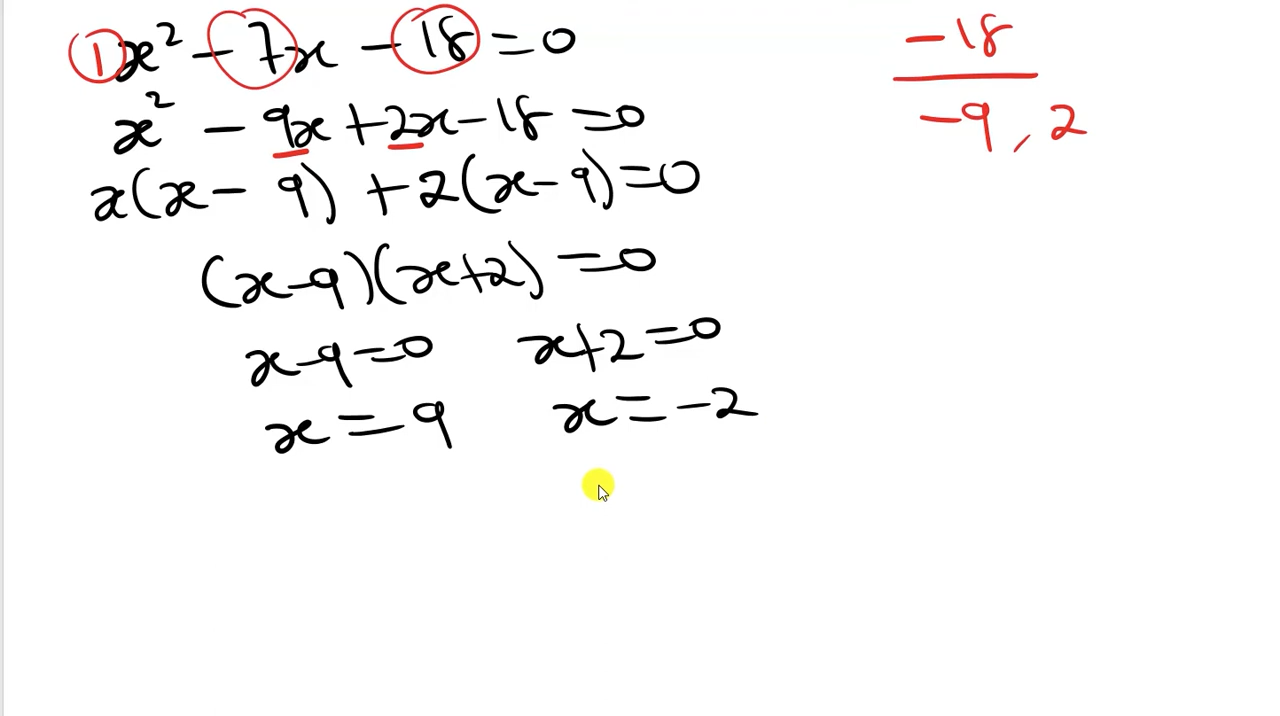 1x² - 7x - 18 = 0
x² - 9x + 2x - 18 = 0
x(x - 9) + 2(x - 9) = 0
(x - 9)(x + 2) = 0
x - 9 = 0 x + 2 = 0
x = 9 x = -2
-18
-9, 2